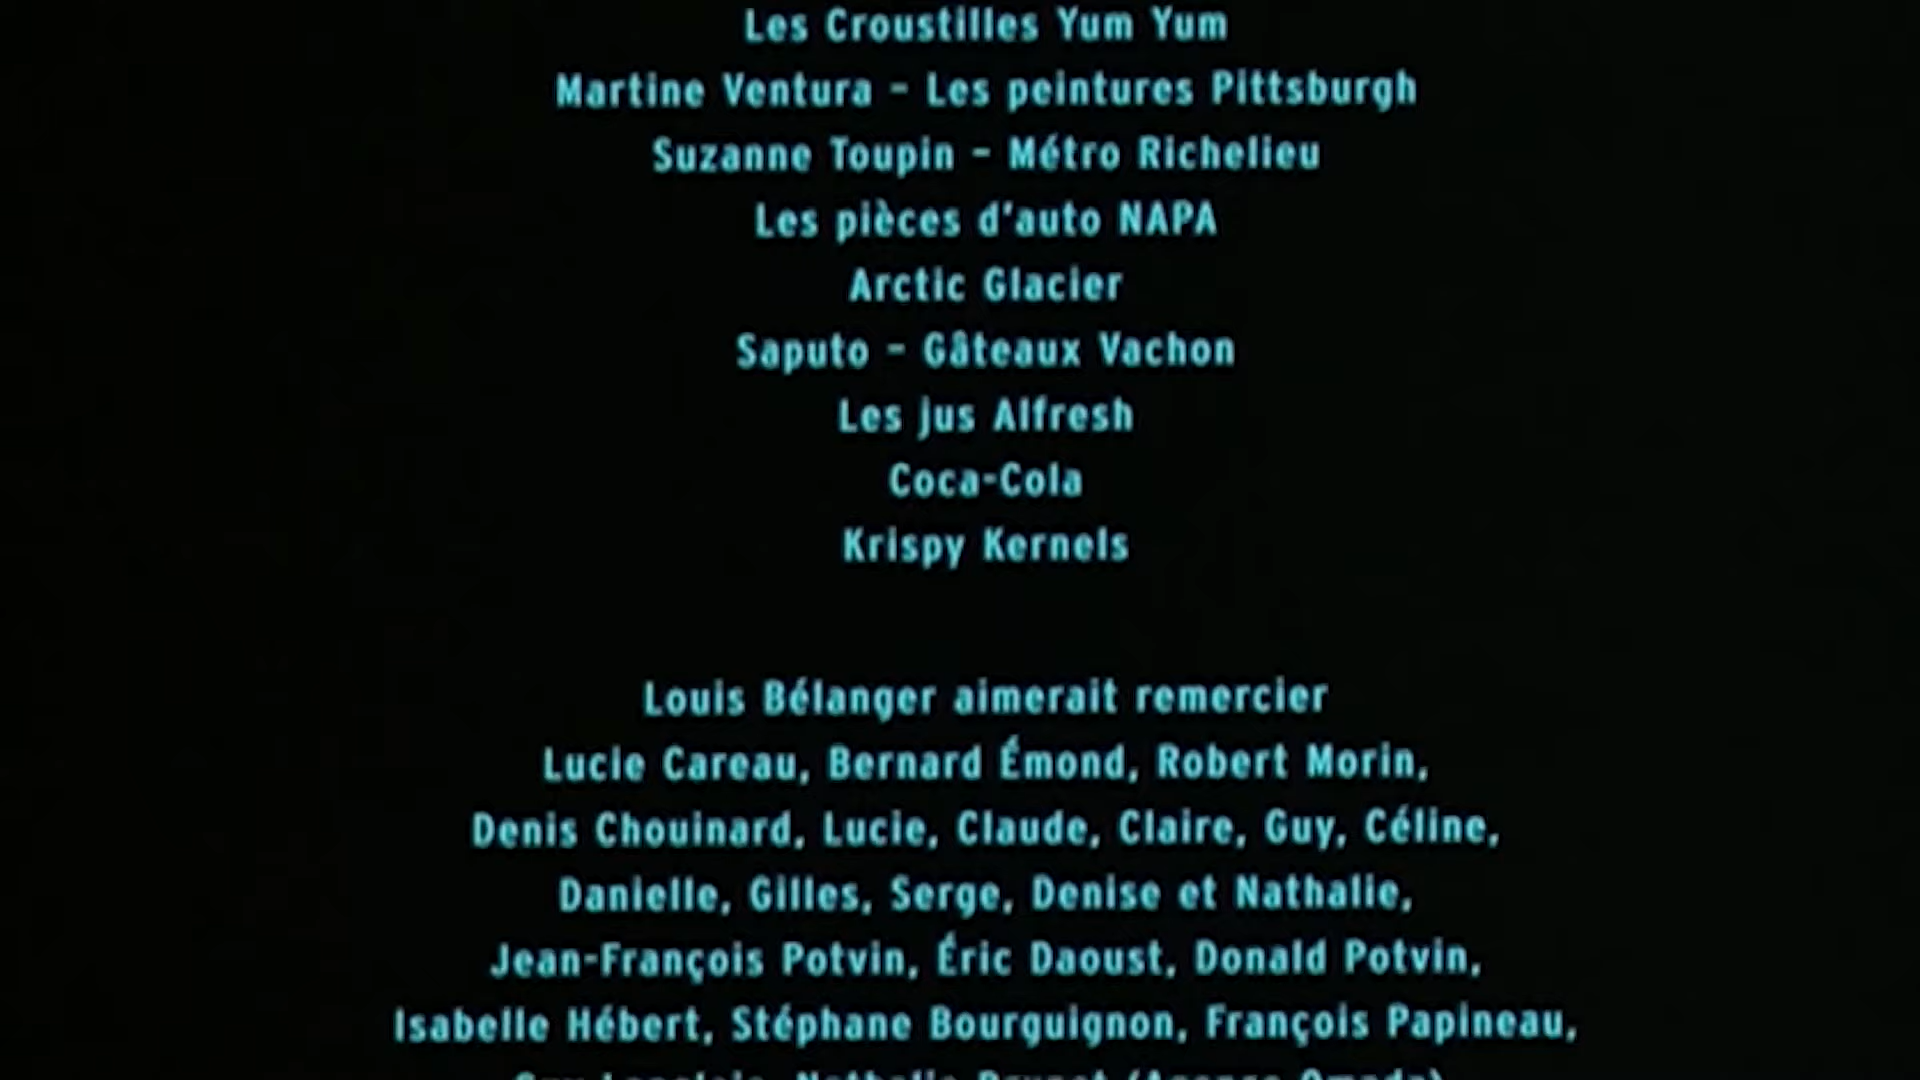 Les Croustilles Yum Yum
Martine Ventura - Les peintures Pittsburgh
Suzanne Toupin - Métro Richelieu
Les pièces d'auto NAPA
Arctic Glacier
Saputo - Gâteaux Vachon
Les jus Alfresh
Coca-Cola
Krispy Kernels
Louis Bélanger aimerait remercier
Lucie Careau, Bernard Émond, Robert Morin,
Denis Chouinard, Lucie, Claude, Claire, Guy, Céline,
Danielle, Gilles, Serge, Denise et Nathalie,
Jean-François Potvin, Éric Daoust, Donald Potvin,
Isabelle Hébert, Stéphane Bourguignon, François Papineau,